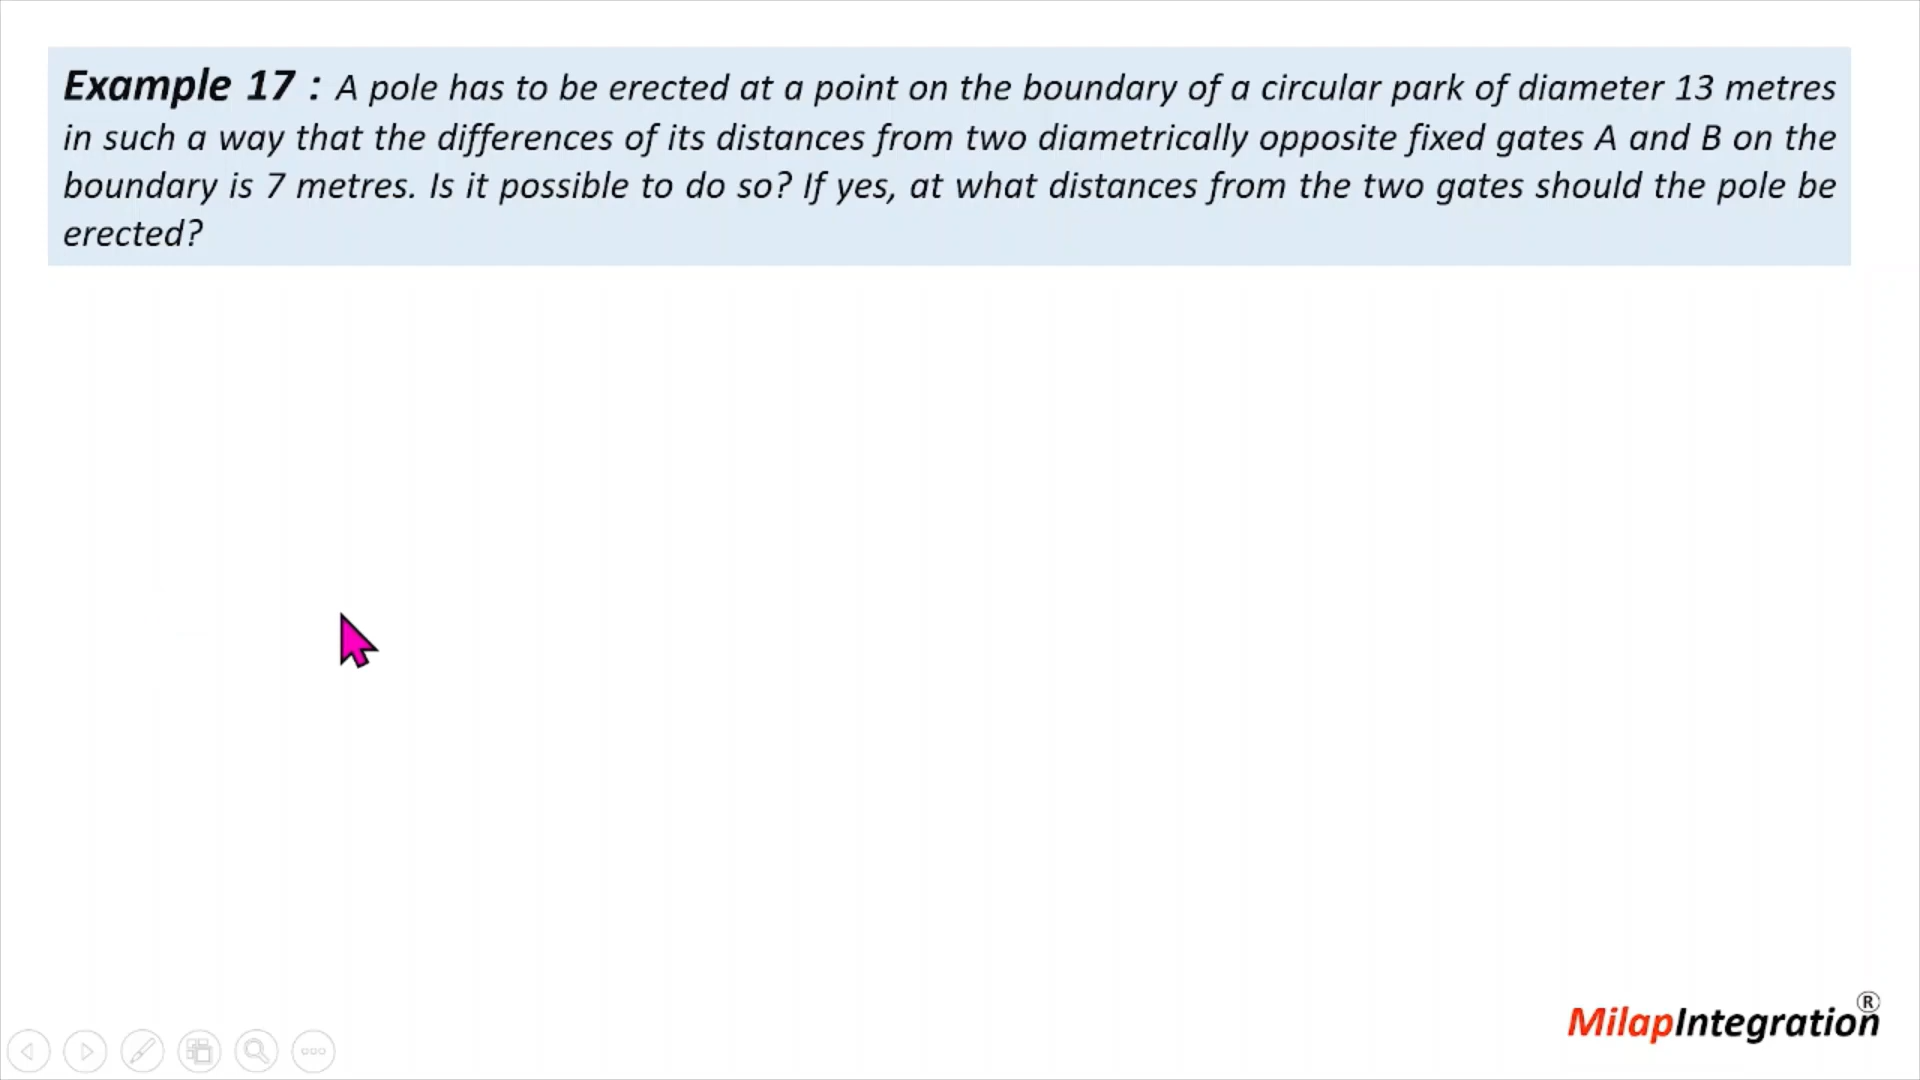 Example 17 : A pole has to be erected at a point on the boundary of a circular park of diameter 13 metres
in such a way that the differences of its distances from two diametrically opposite fixed gates A and B on the
boundary is 7 metres. Is it possible to do so? If yes, at what distances from the two gates should the pole be
erected?
MilapIntegration®